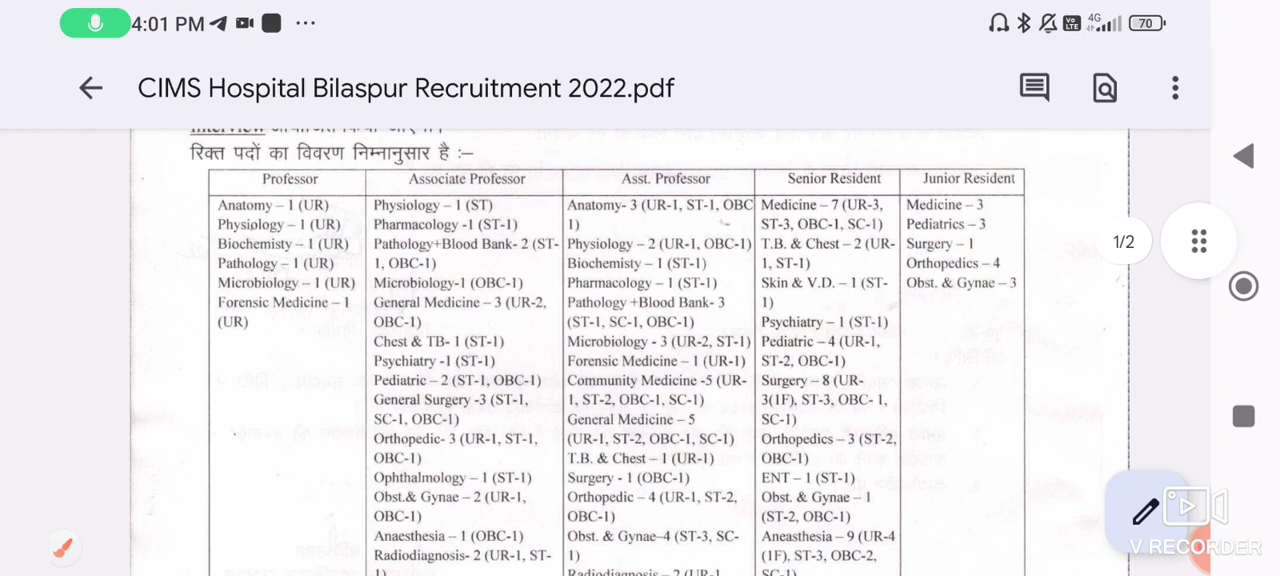 4:01 PM
4G
70
CIMS Hospital Bilaspur Recruitment 2022.pdf
Interview
रिक्त पदों का विवरण निम्नानुसार है :–
Professor
Anatomy – 1 (UR)
Physiology – 1 (UR)
Biochemisty – 1 (UR)
Pathology – 1 (UR)
Microbiology – 1 (UR)
Forensic Medicine – 1
(UR)
Associate Professor
Physiology – 1 (ST)
Pharmacology -1 (ST-1)
Pathology+Blood Bank- 2 (ST-
1, OBC-1)
Microbiology-1 (OBC-1)
General Medicine – 3 (UR-2,
OBC-1)
Chest & TB- 1 (ST-1)
Psychiatry -1 (ST-1)
Pediatric – 2 (ST-1, OBC-1)
General Surgery -3 (ST-1,
SC-1, OBC-1)
Orthopedic- 3 (UR-1, ST-1,
OBC-1)
Ophthalmology – 1 (ST-1)
Obst.& Gynae – 2 (UR-1,
OBC-1)
Anaesthesia – 1 (OBC-1)
Radiodiagnosis- 2 (UR-1, ST-
1)
Asst. Professor
Anatomy- 3 (UR-1, ST-1, OBC
1)
Physiology – 2 (UR-1, OBC-1)
Biochemisty – 1 (ST-1)
Pharmacology – 1 (ST-1)
Pathology +Blood Bank- 3
(ST-1, SC-1, OBC-1)
Microbiology - 3 (UR-2, ST-1)
Forensic Medicine – 1 (UR-1)
Community Medicine -5 (UR-
1, ST-2, OBC-1, SC-1)
General Medicine – 5
(UR-1, ST-2, OBC-1, SC-1)
T.B. & Chest – 1 (UR-1)
Surgery - 1 (OBC-1)
Orthopedic – 4 (UR-1, ST-2,
OBC-1)
Obst. & Gynae–4 (ST-3, SC-
1)
Radiodiagnosis – 2 (UR-1
Senior Resident
Medicine – 7 (UR-3,
ST-3, OBC-1, SC-1)
T.B. & Chest – 2 (UR-
1, ST-1)
Skin & V.D. – 1 (ST-
1)
Psychiatry – 1 (ST-1)
Pediatric – 4 (UR-1,
ST-2, OBC-1)
Surgery – 8 (UR-
3(1F), ST-3, OBC- 1,
SC-1)
Orthopedics – 3 (ST-2,
OBC-1)
ENT – 1 (ST-1)
Obst. & Gynae – 1
(ST-2, OBC-1)
Aneasthesia – 9 (UR-4
(1F), ST-3, OBC-2,
SC-1)
Junior Resident
Medicine – 3
Pediatrics – 3
Surgery – 1
Orthopedics – 4
Obst. & Gynae – 3
1/2
V RECORDER